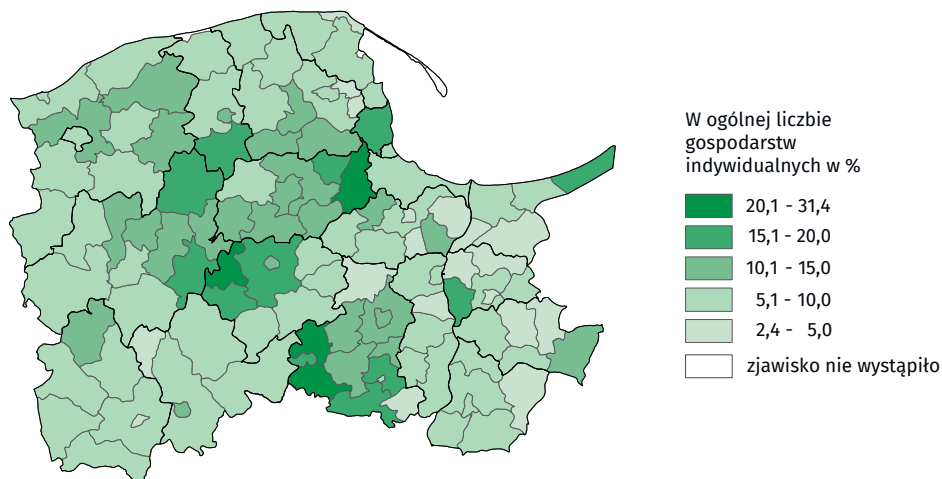 W ogólnej liczbie
gospodarstw
indywidualnych w %
20,1 - 31,4
15,1 - 20,0
10,1 - 15,0
5,1 - 10,0
2,4 - 5,0
zjawisko nie wystąpiło